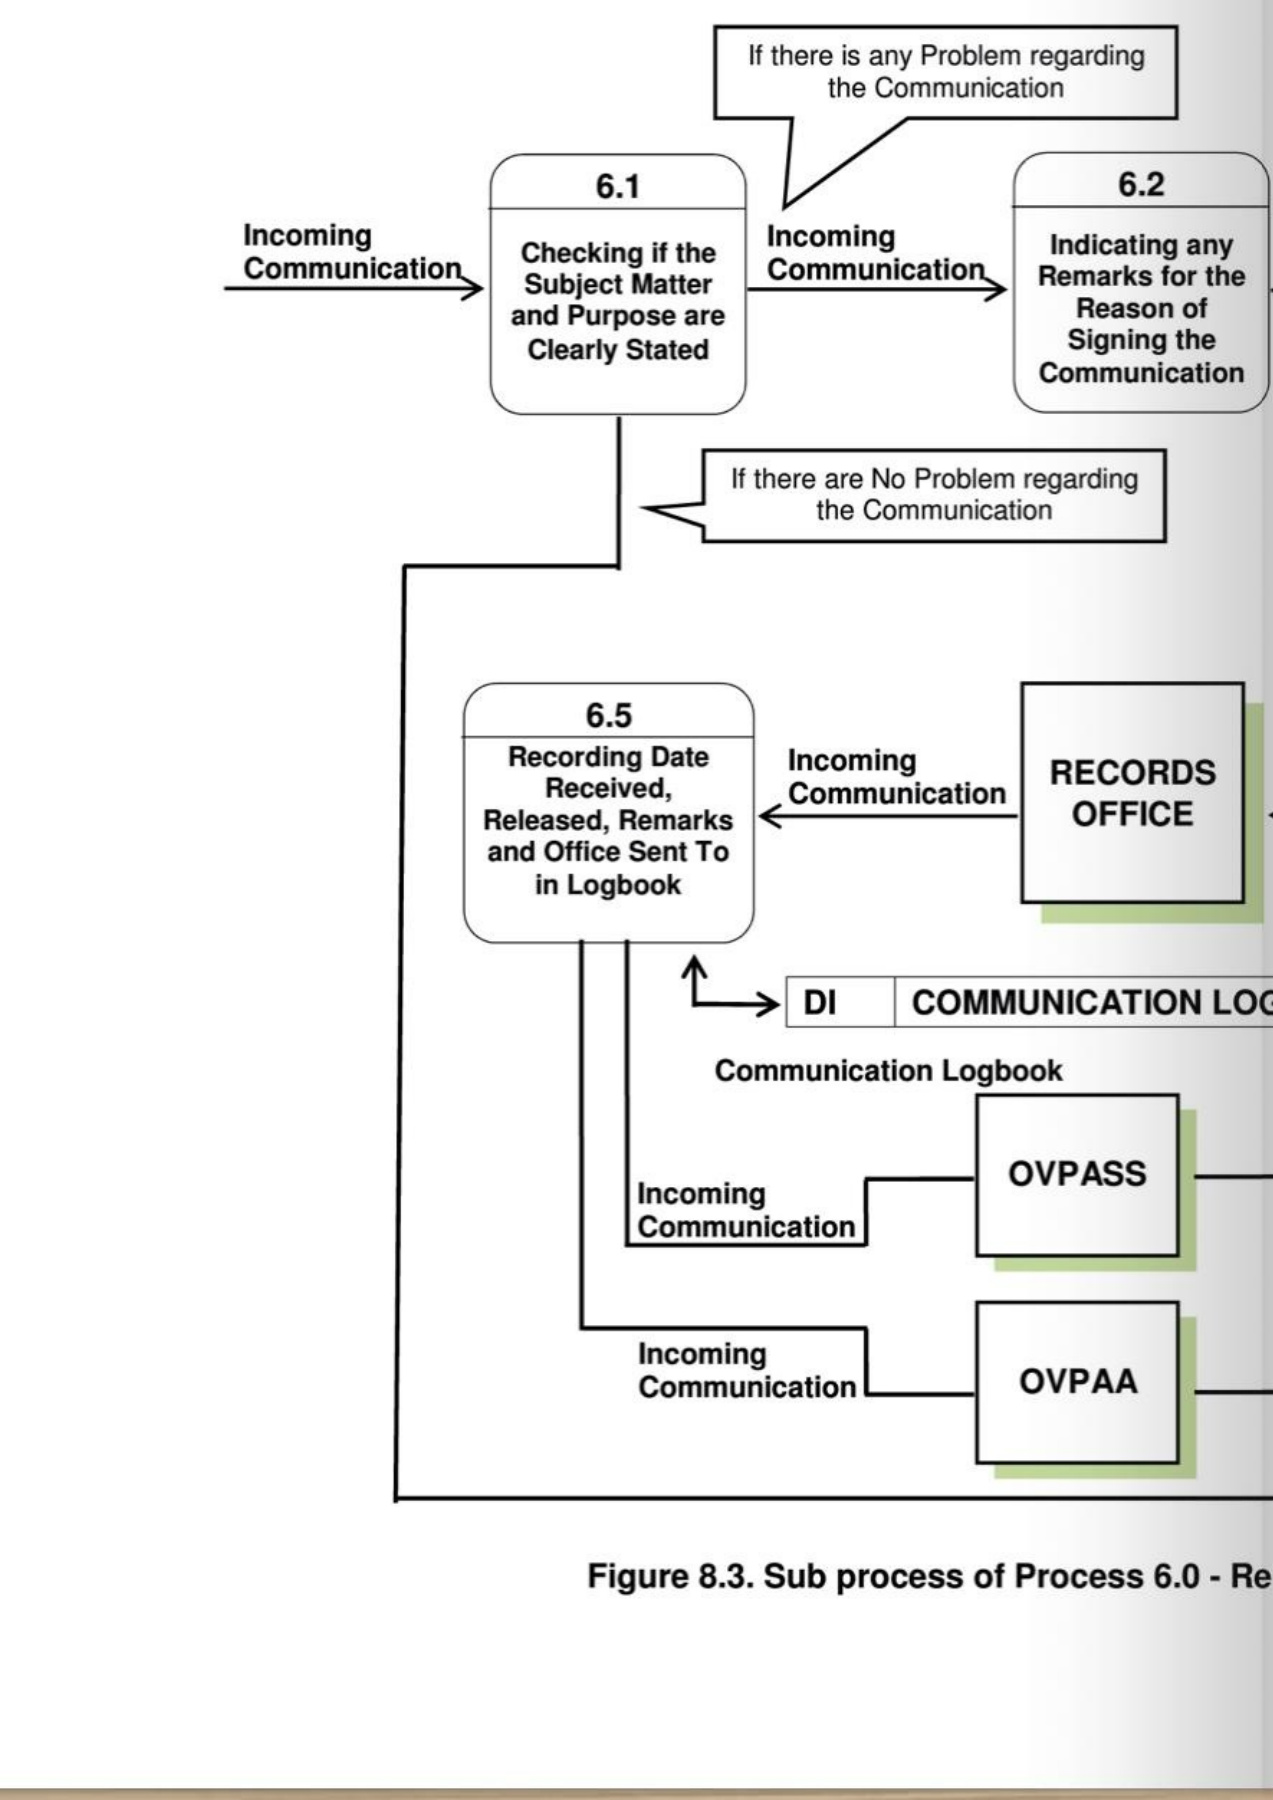 If there is any Problem regarding
the Communication
6.1
6.2
Incoming
Communication
Checking if the
Subject Matter
and Purpose are
Clearly Stated
Incoming
Communication
Indicating any
Remarks for the
Reason of
Signing the
Communication
If there are No Problem regarding
the Communication
6.5
Recording Date
Received,
Released, Remarks
and Office Sent To
in Logbook
Incoming
Communication
RECORDS
OFFICE
DI
COMMUNICATION
Communication Logbook
Incoming
Communication
OVPASS
Incoming
Communication
OVPAA
Figure 8.3. Sub process of Process 6.0 -